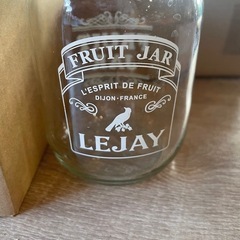 FRUIT JAR
L'ESPRIT DE FRUIT
DIJON-FRANCE
LEJAY